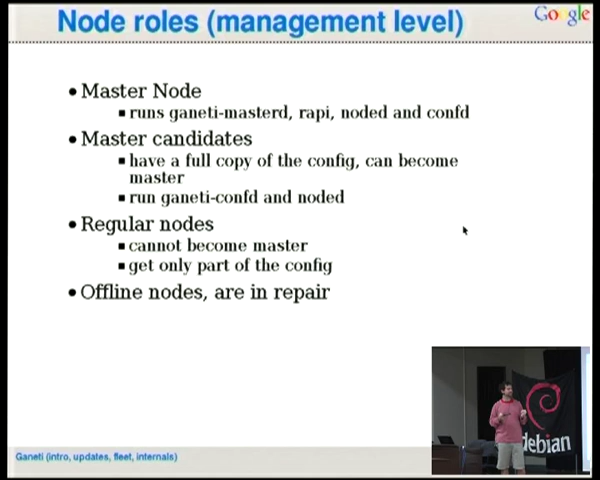 Node roles (management level)
Google
• Master Node
▪ runs ganeti-masterd, rapi, noded and confd
• Master candidates
▪ have a full copy of the config, can become
master
▪ run ganeti-confd and noded
• Regular nodes
▪ cannot become master
▪ get only part of the config
• Offline nodes, are in repair
debian
Ganeti (intro, updates, fleet, internals)